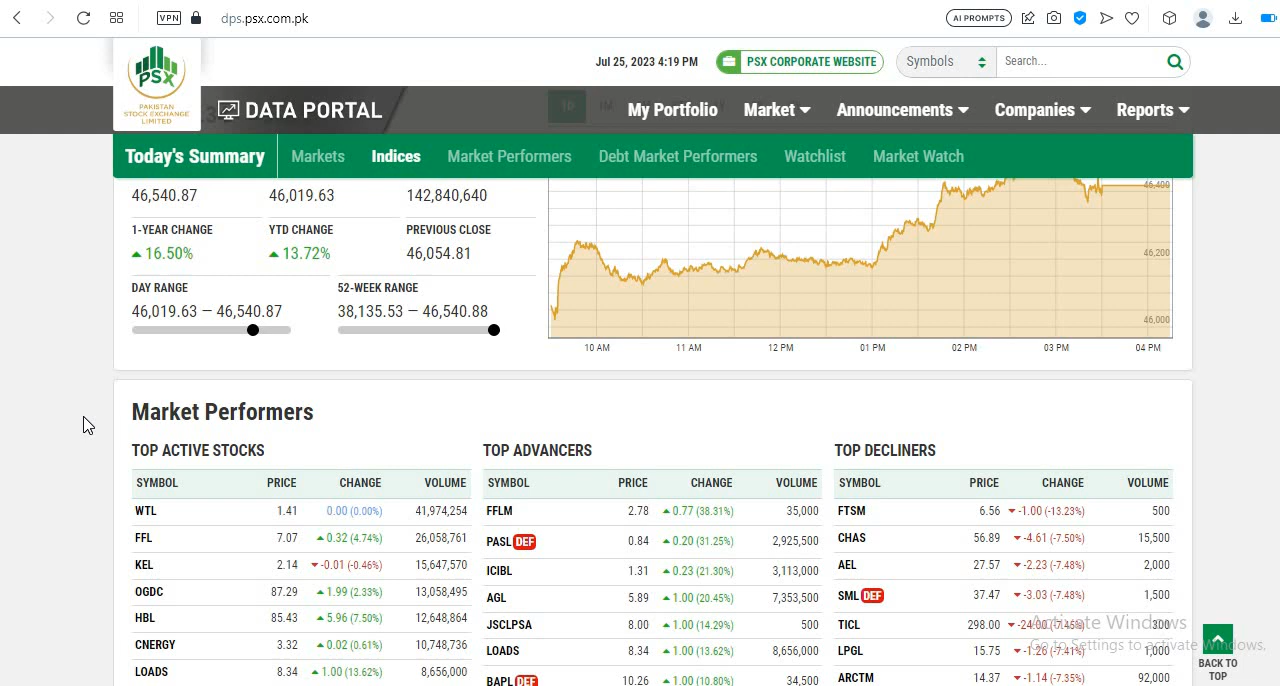 VPN dps.psx.com.pk AI PROMPTS
PSX
PAKISTAN
STOCK EXCHANGE
LIMITED
Jul 25, 2023 4:19 PM PSX CORPORATE WEBSITE Symbols Search...
DATA PORTAL 1D My Portfolio Market Announcements Companies Reports
Today's Summary Markets Indices Market Performers Debt Market Performers Watchlist Market Watch
46,540.87 46,019.63 142,840,640
1-YEAR CHANGE YTD CHANGE PREVIOUS CLOSE
16.50% 13.72% 46,054.81
DAY RANGE 52-WEEK RANGE
46,019.63 — 46,540.87 38,135.53 — 46,540.88
46,400
46,200
46,000
10 AM 11 AM 12 PM 01 PM 02 PM 03 PM 04 PM
Market Performers
TOP ACTIVE STOCKS
SYMBOL PRICE CHANGE VOLUME
WTL 1.41 0.00 (0.00%) 41,974,254
FFL 7.07 0.32 (4.74%) 26,058,761
KEL 2.14 -0.01 (-0.46%) 15,647,570
OGDC 87.29 1.99 (2.33%) 13,058,495
HBL 85.43 5.96 (7.50%) 12,648,864
CNERGY 3.32 0.02 (0.61%) 10,748,736
LOADS 8.34 1.00 (13.62%) 8,656,000
TOP ADVANCERS
SYMBOL PRICE CHANGE VOLUME
FFLM 2.78 0.77 (38.31%) 35,000
PASL DEF 0.84 0.20 (31.25%) 2,925,500
ICIBL 1.31 0.23 (21.30%) 3,113,000
AGL 5.89 1.00 (20.45%) 7,353,500
JSCLPSA 8.00 1.00 (14.29%) 500
LOADS 8.34 1.00 (13.62%) 8,656,000
BAPL DEF 10.26 1.00 (10.80%) 34,500
TOP DECLINERS
SYMBOL PRICE CHANGE VOLUME
FTSM 6.56 -1.00 (-13.23%) 500
CHAS 56.89 -4.61 (-7.50%) 15,500
AEL 27.57 -2.23 (-7.48%) 2,000
SML DEF 37.47 -3.03 (-7.48%) 1,500
TICL 298.00 -24.00 (-7.45%) 300
LPGL 15.75 -1.26 (-7.41%) 1,000
ARCTM 14.37 -1.14 (-7.35%) 92,000
Activate Windows
Go to Settings to activate Windows.
BACK TO
TOP